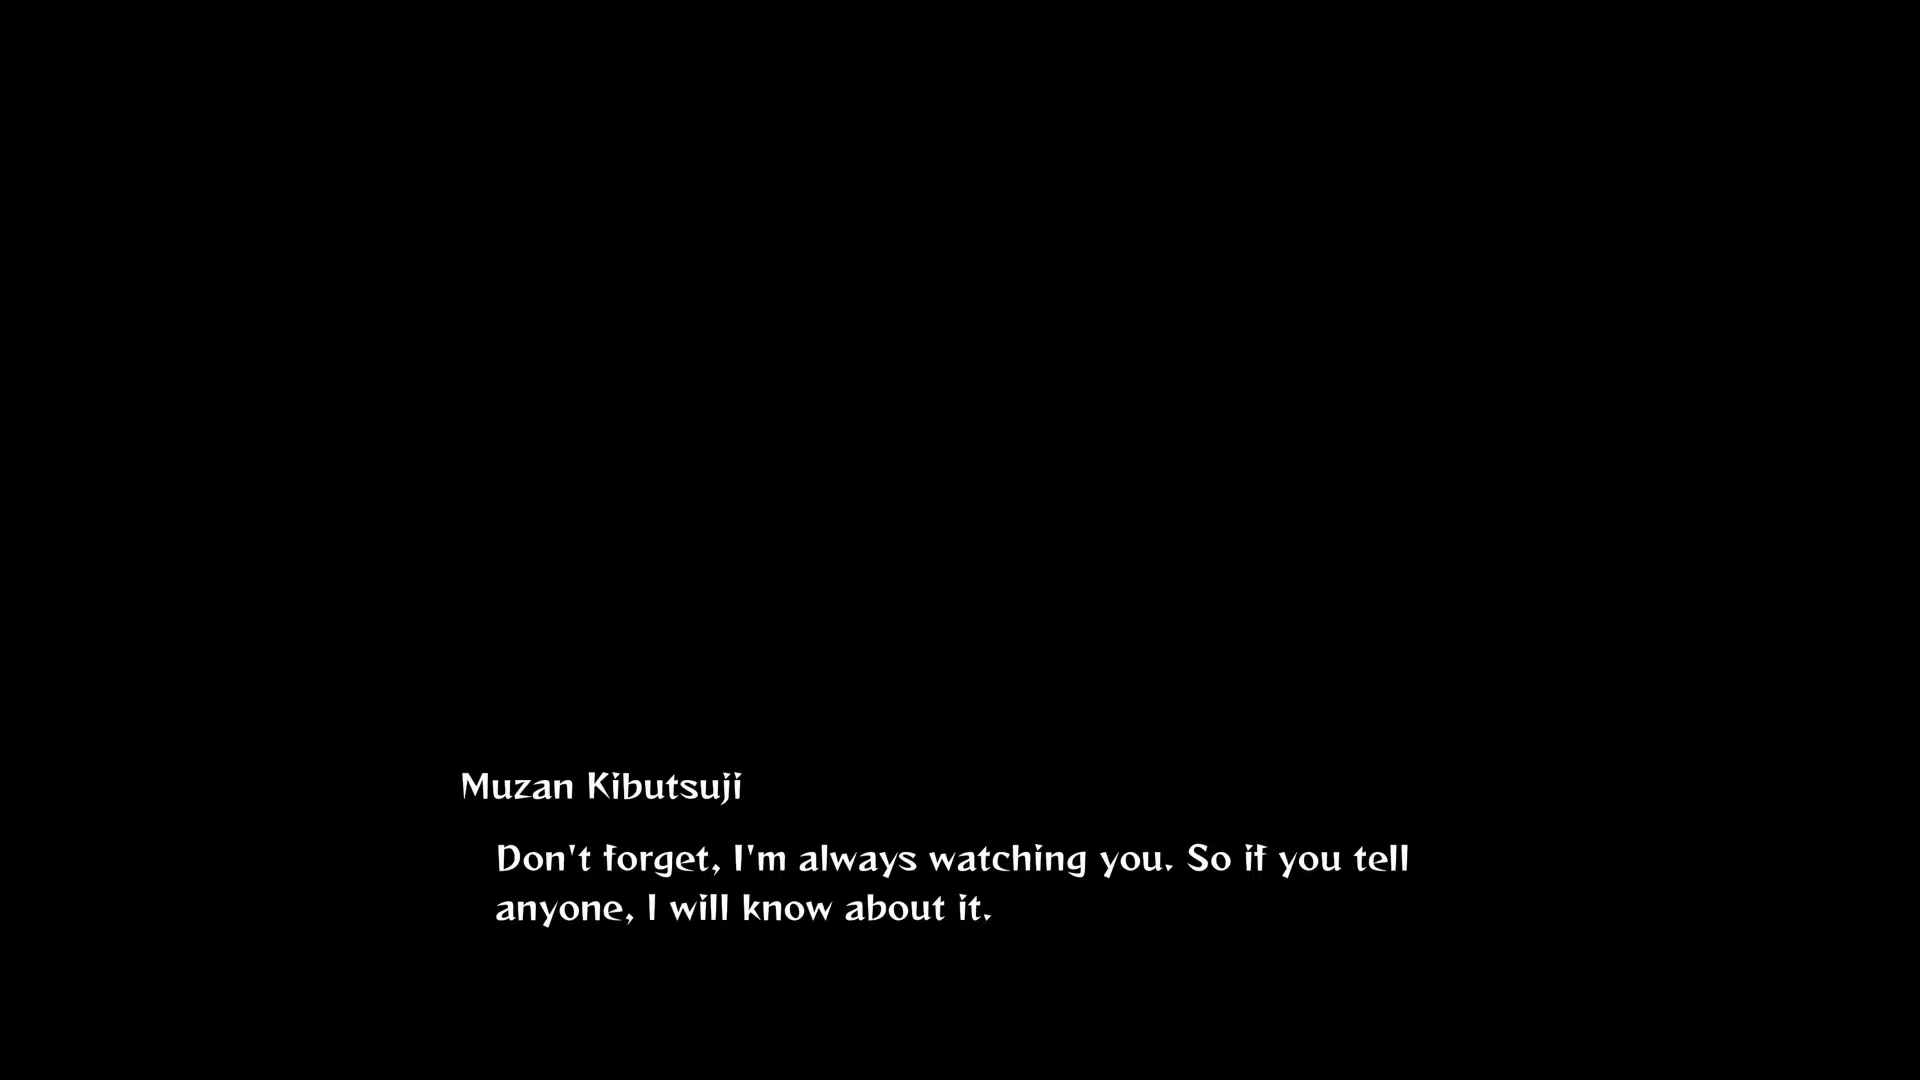 Muzan Kibutsuji
Don't forget, I'm always watching you. So if you tell
anyone, I will know about it.